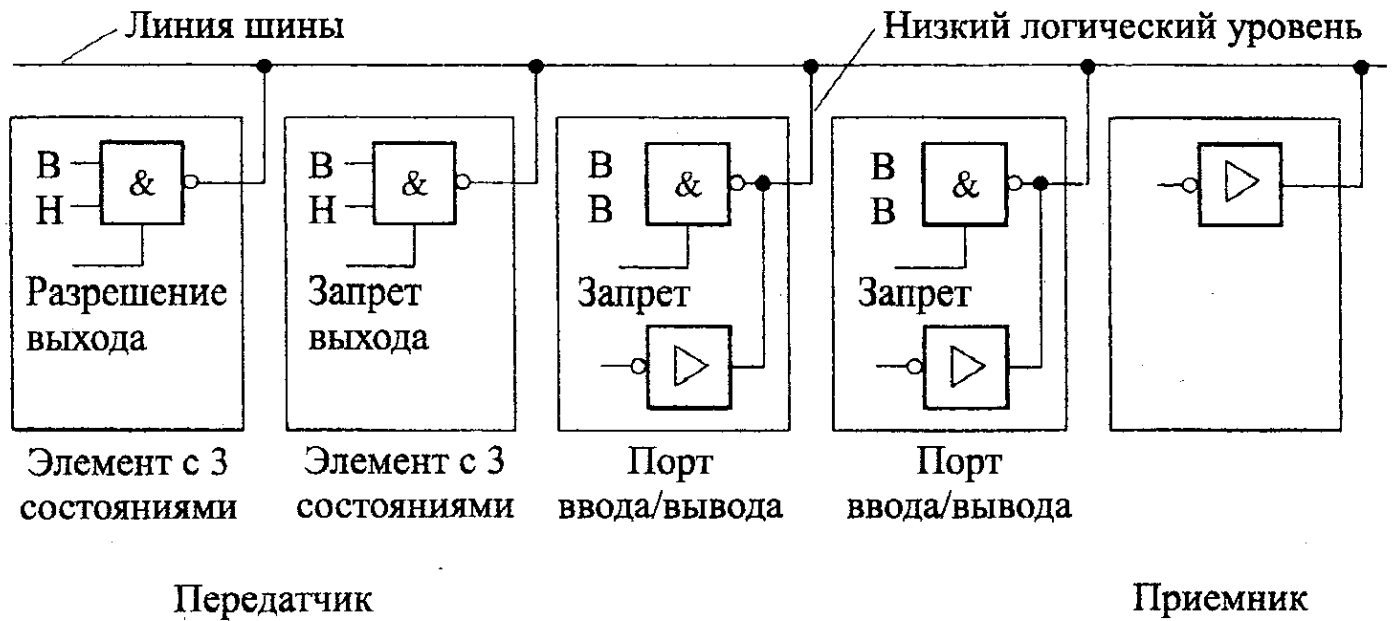 Линия шины
Низкий логический уровень
В
Н
&
Разрешение
выхода
В
Н
&
Запрет
выхода
В
В
&
Запрет
В
В
&
Запрет
Элемент с 3
состояниями
Элемент с 3
состояниями
Порт
ввода/вывода
Порт
ввода/вывода
Передатчик
Приемник